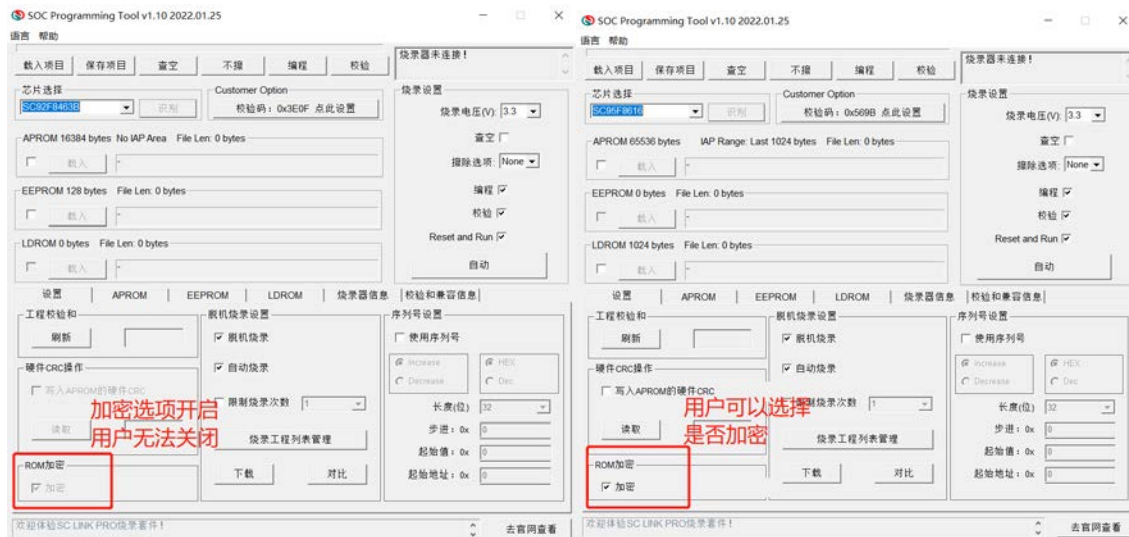 SOC Programming Tool v1.10 2022.01.25
语言 帮助
载入项目 保存项目 查空 不擦 编程 校验
烧录器未连接!
芯片选择
SC92F8463B 识别
Customer Option
校验码: 0x3E0F 点此设置
烧录设置
烧录电压(V): 3.3
查空
擦除选项: None
编程
校验
Reset and Run
自动
APROM 16384 bytes No IAP Area File Len: 0 bytes
载入 -
EEPROM 128 bytes File Len: 0 bytes
载入 -
LDROM 0 bytes File Len: 0 bytes
载入 -
设置 APROM EEPROM LDROM 烧录器信息 校验和兼容信息
工程校验和
刷新
硬件CRC操作
写入APROM的硬件CRC
读取
加密选项开启
用户无法关闭
ROM加密
加密
脱机烧录设置
脱机烧录
自动烧录
限制烧录次数 1
烧录工程列表管理
下载 对比
序列号设置
使用序列号
Increase HEX
Decrease Dec
长度(位) 32
步进: 0x 0
起始值: 0x 0
起始地址: 0x 0
欢迎体验SC LINK PRO烧录套件!
去官网查看
SOC Programming Tool v1.10 2022.01.25
语言 帮助
载入项目 保存项目 查空 不擦 编程 校验
烧录器未连接!
芯片选择
SC95F8616 识别
Customer Option
校验码: 0x569B 点此设置
烧录设置
烧录电压(V): 3.3
查空
擦除选项: None
编程
校验
Reset and Run
自动
APROM 65536 bytes IAP Range: Last 1024 bytes File Len: 0 bytes
载入 -
EEPROM 0 bytes File Len: 0 bytes
载入 -
LDROM 1024 bytes File Len: 0 bytes
载入 -
设置 APROM EEPROM LDROM 烧录器信息 校验和兼容信息
工程校验和
刷新
硬件CRC操作
写入APROM的硬件CRC
读取
用户可以选择
是否加密
ROM加密
加密
脱机烧录设置
脱机烧录
自动烧录
限制烧录次数 1
烧录工程列表管理
下载 对比
序列号设置
使用序列号
Increase HEX
Decrease Dec
长度(位) 32
步进: 0x 0
起始值: 0x 0
起始地址: 0x 0
欢迎体验SC LINK PRO烧录套件!
去官网查看